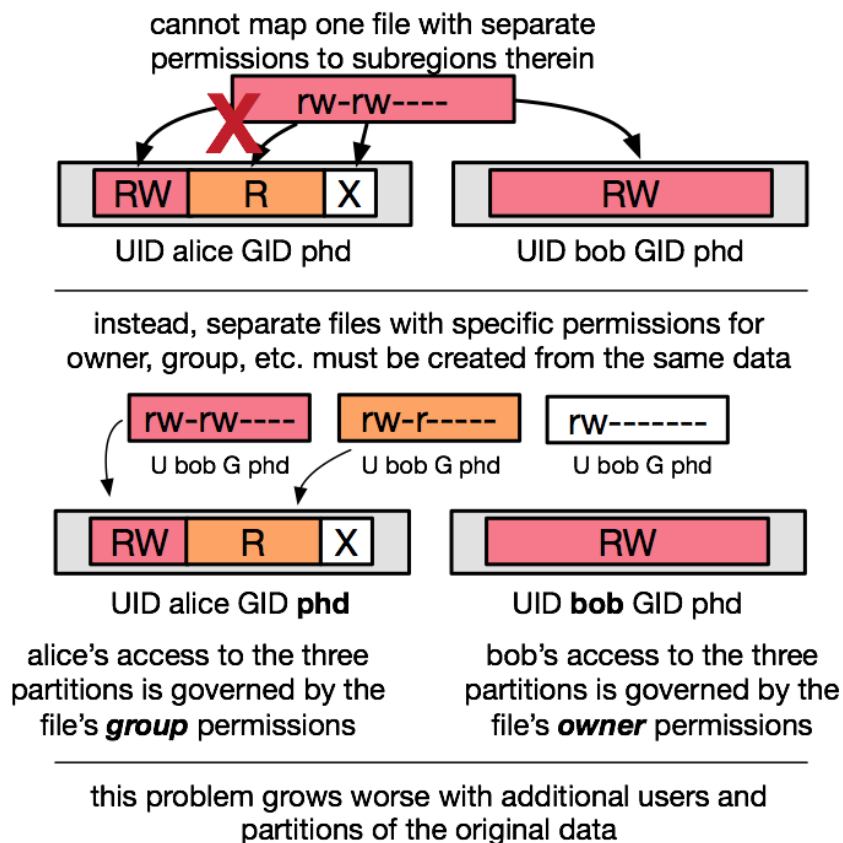 cannot map one file with separate
permissions to subregions therein
rw-rw----
X
RW R X
RW
UID alice GID phd
UID bob GID phd
instead, separate files with specific permissions for
owner, group, etc. must be created from the same data
rw-rw---- rw-r----- rw-------
U bob G phd U bob G phd U bob G phd
RW R X
RW
UID alice GID phd
UID bob GID phd
alice's access to the three
partitions is governed by the
file's group permissions
bob's access to the three
partitions is governed by the
file's owner permissions
this problem grows worse with additional users and
partitions of the original data